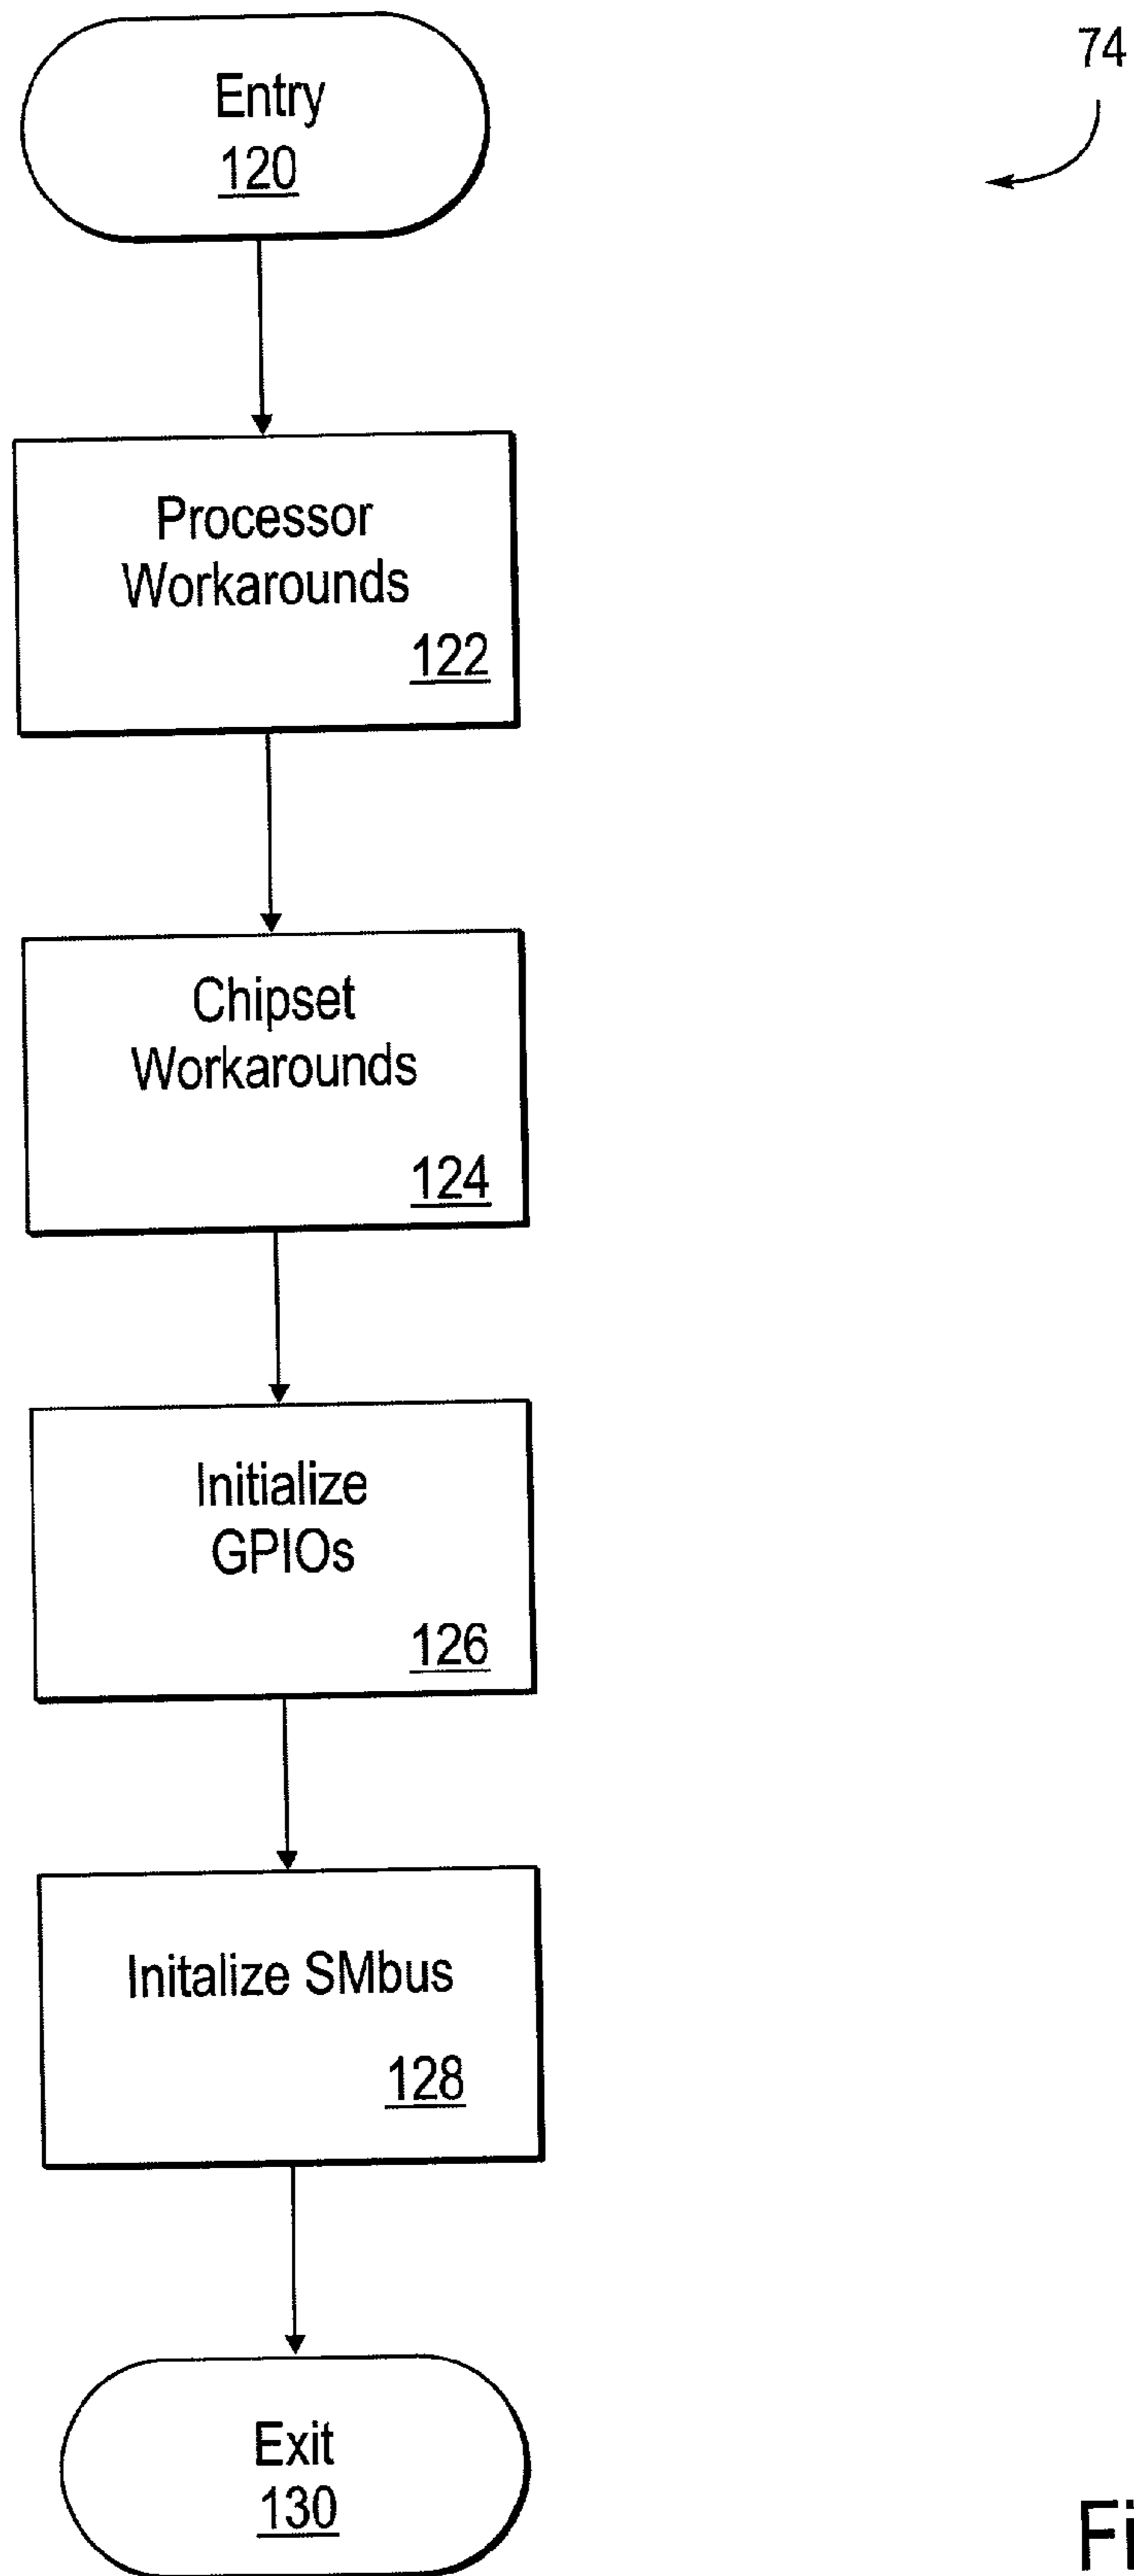 Entry
120
74
Processor
Workarounds
122
Chipset
Workarounds
124
Initialize
GPIOs
126
Initalize SMbus
128
Exit
130
Fi